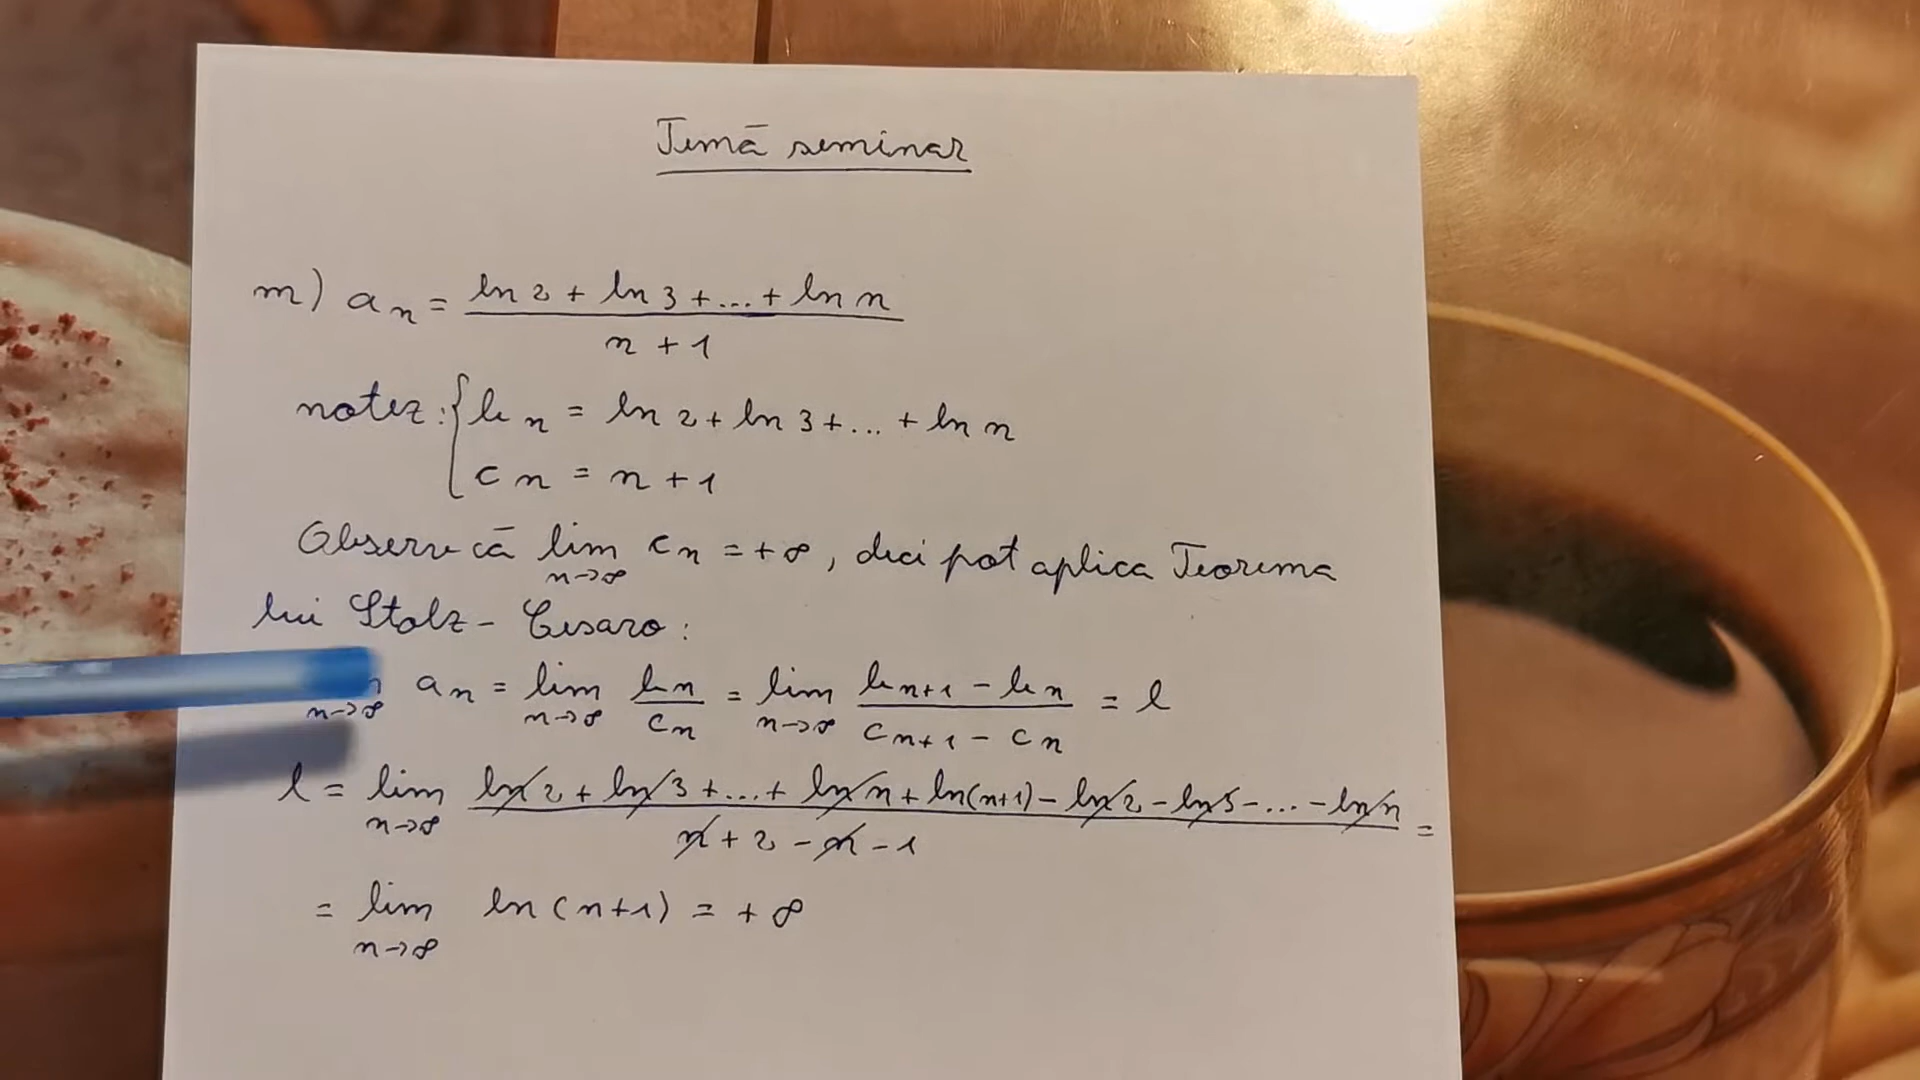 Temă seminar
m) an = (ln 2 + ln 3 + ... + ln n) / (n + 1)
notez: { bn = ln 2 + ln 3 + ... + ln n
cn = n + 1
Observ că lim n→∞ cn = +∞, deci pot aplica Teorema
lui Stolz - Cesaro:
n→∞ an = lim n→∞ bn / cn = lim n→∞ (bn+1 - bn) / (cn+1 - cn) = l
l = lim n→∞ (ln 2 + ln 3 + ... + ln n + ln(n+1) - ln 2 - ln 3 - ... - ln n) / (n + 2 - n - 1) =
= lim n→∞ ln(n+1) = +∞